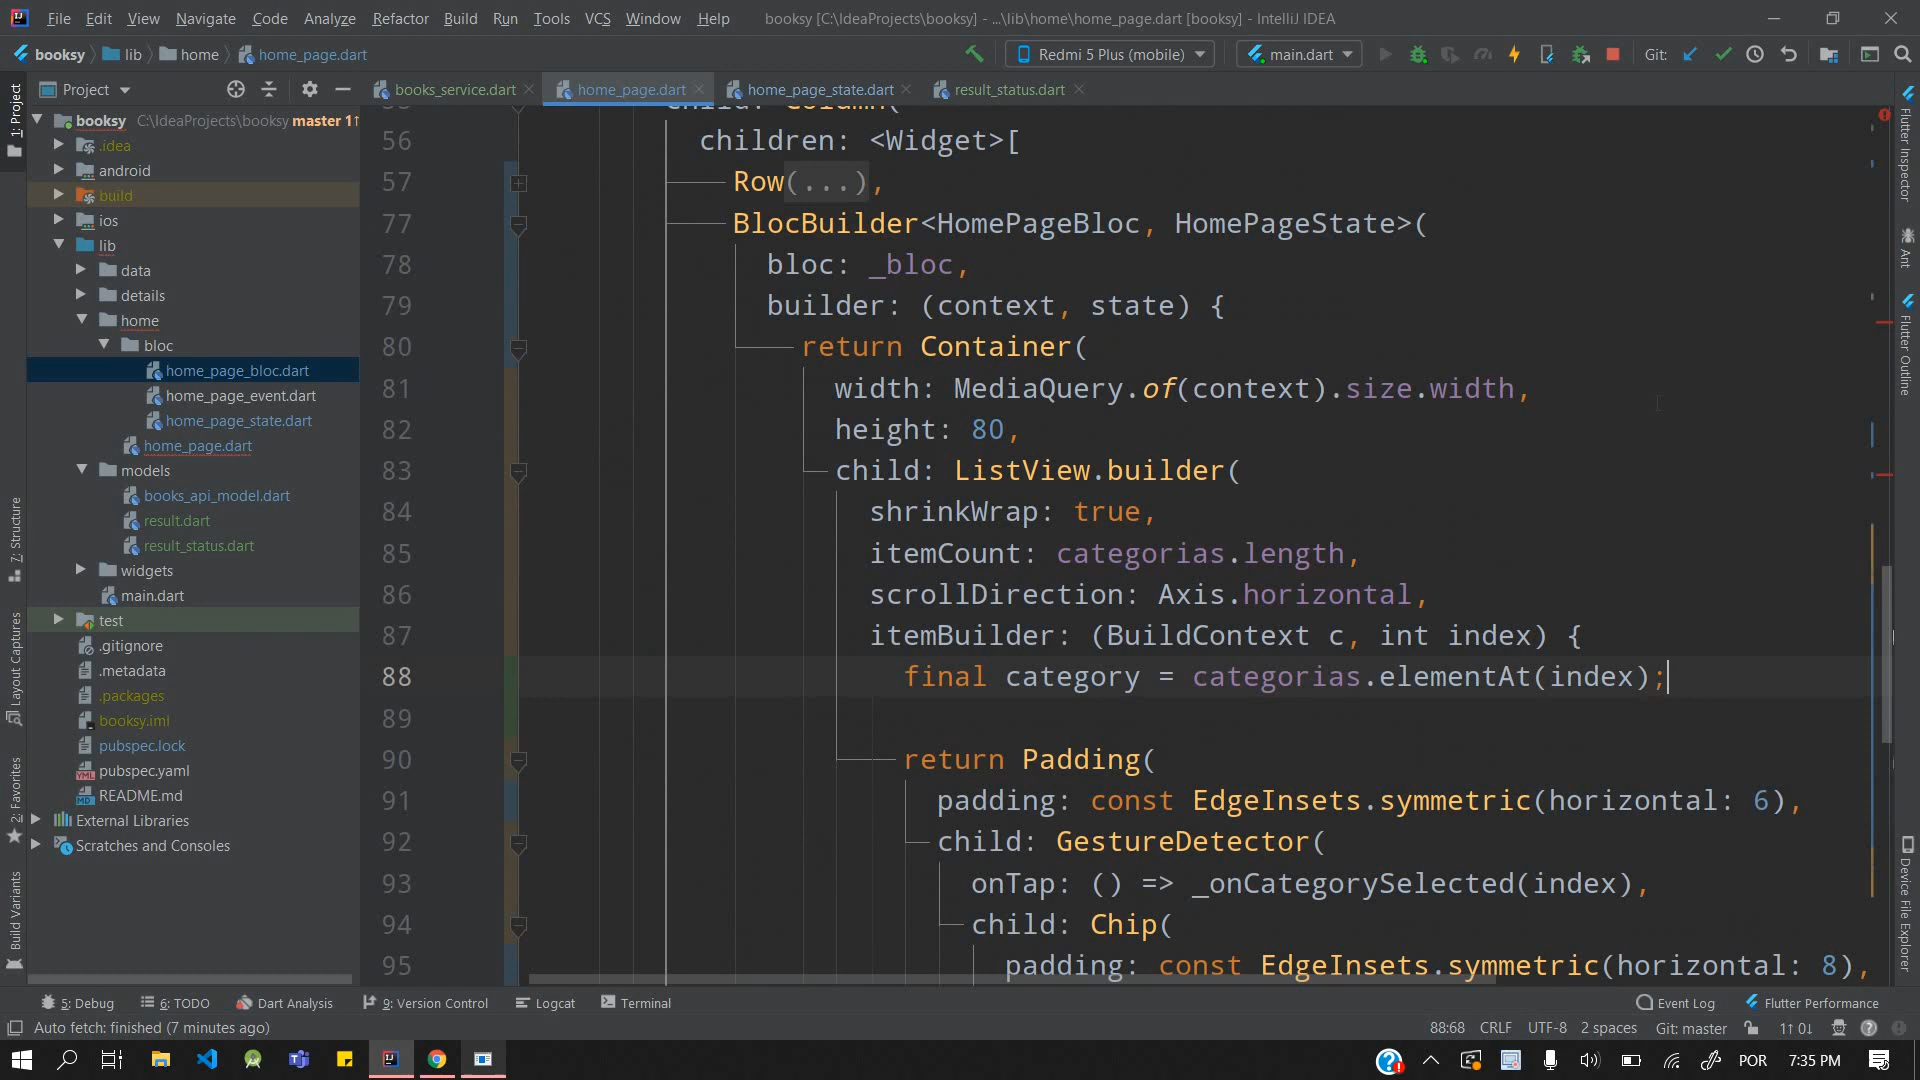 File Edit View Navigate Code Analyze Refactor Build Run Tools VCS Window Help booksy [C:\IdeaProjects\booksy] - ...\lib\home\home_page.dart [booksy] - IntelliJ IDEA
booksy lib home home_page.dart Redmi 5 Plus (mobile) main.dart Git:
Project books_service.dart home_page.dart home_page_state.dart result_status.dart
booksy C:\IdeaProjects\booksy master 1↑
.idea
android
build
ios
lib
data
details
home
bloc
home_page_bloc.dart
home_page_event.dart
home_page_state.dart
home_page.dart
models
books_api_model.dart
result.dart
result_status.dart
widgets
main.dart
test
.gitignore
.metadata
.packages
booksy.iml
pubspec.lock
pubspec.yaml
README.md
External Libraries
Scratches and Consoles
1: Project
7: Structure
Layout Captures
2: Favorites
Build Variants
56 children: <Widget>[
57 Row(...),
77 BlocBuilder<HomePageBloc, HomePageState>(
78 bloc: _bloc,
79 builder: (context, state) {
80 return Container(
81 width: MediaQuery.of(context).size.width,
82 height: 80,
83 child: ListView.builder(
84 shrinkWrap: true,
85 itemCount: categorias.length,
86 scrollDirection: Axis.horizontal,
87 itemBuilder: (BuildContext c, int index) {
88 final category = categorias.elementAt(index);
89
90 return Padding(
91 padding: const EdgeInsets.symmetric(horizontal: 6),
92 child: GestureDetector(
93 onTap: () => _onCategorySelected(index),
94 child: Chip(
95 padding: const EdgeInsets.symmetric(horizontal: 8),
Flutter Inspector
Ant
Flutter Outline
Device File Explorer
5: Debug 6: TODO Dart Analysis 9: Version Control Logcat Terminal Event Log Flutter Performance
Auto fetch: finished (7 minutes ago) 88:68 CRLF UTF-8 2 spaces Git: master 1↑ 0↓
POR 7:35 PM